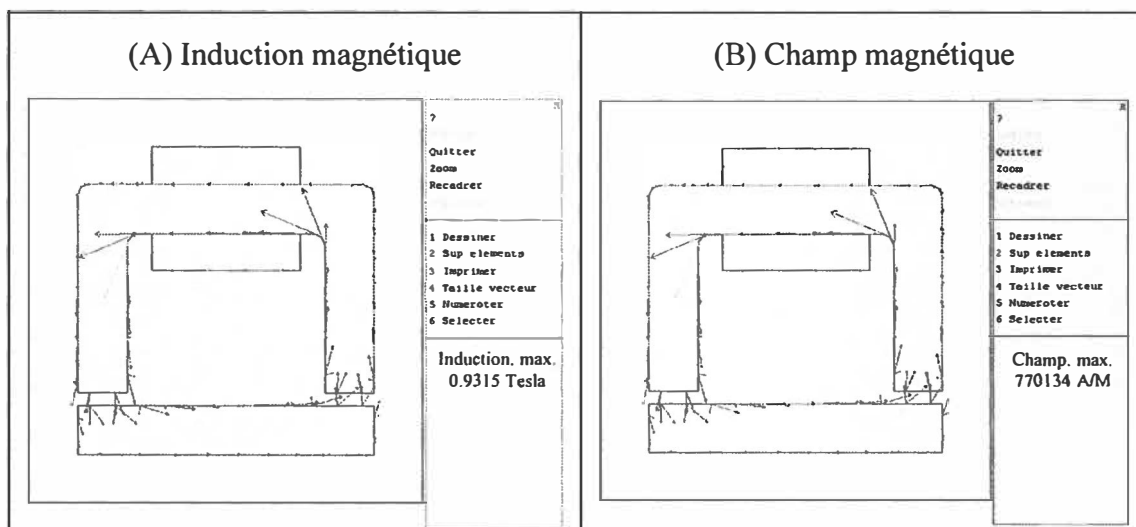 (A) Induction magnétique
?
Quitter
Zoom
Recadrer
1 Dessiner
2 Sup elements
3 Imprimer
4 Taille vecteur
5 Numeroter
6 Selecter
Induction. max.
0.9315 Tesla
(B) Champ magnétique
?
Quitter
Zoom
Recadrer
1 Dessiner
2 Sup elements
3 Imprimer
4 Taille vecteur
5 Numeroter
6 Selecter
Champ. max.
770134 A/M